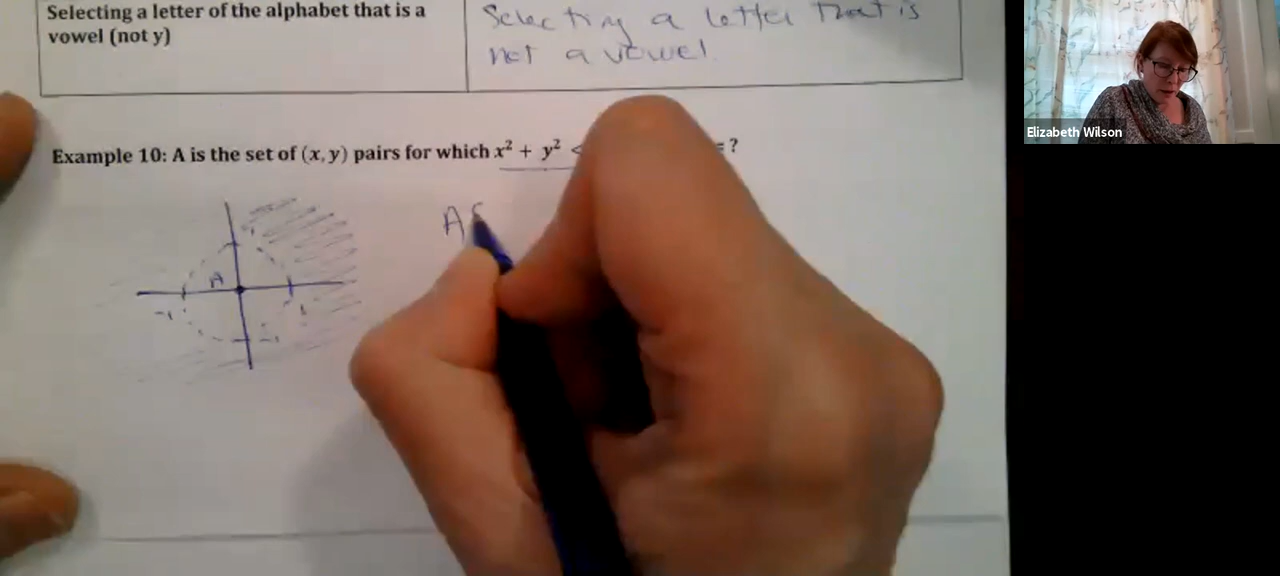 Selecting a letter of the alphabet that is a
vowel (not y)
Selecting a letter that is
not a vowel.
Elizabeth Wilson
Example 10: A is the set of (x, y) pairs for which x² + y² < = ?
A
A
-1
1
-1